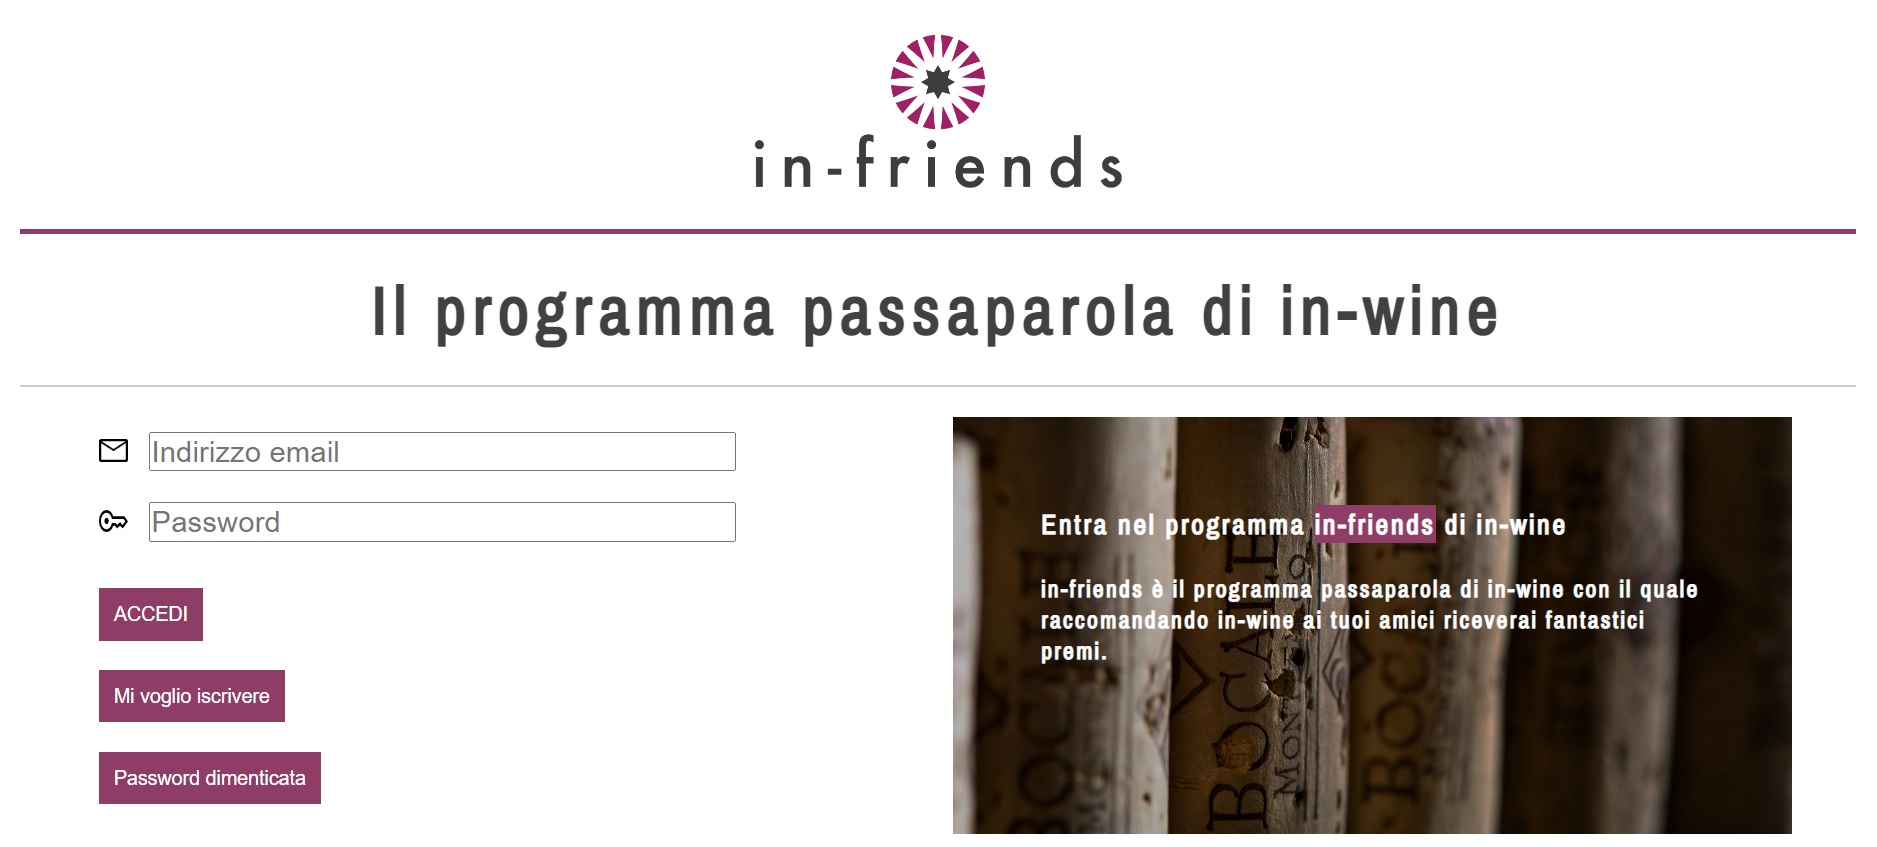 in-friends
Il programma passaparola di in-wine
Indirizzo email
Password
ACCEDI
Mi voglio iscrivere
Password dimenticata
Entra nel programma in-friends di in-wine
in-friends è il programma passaparola di in-wine con il quale
raccomandando in-wine ai tuoi amici riceverai fantastici
premi.